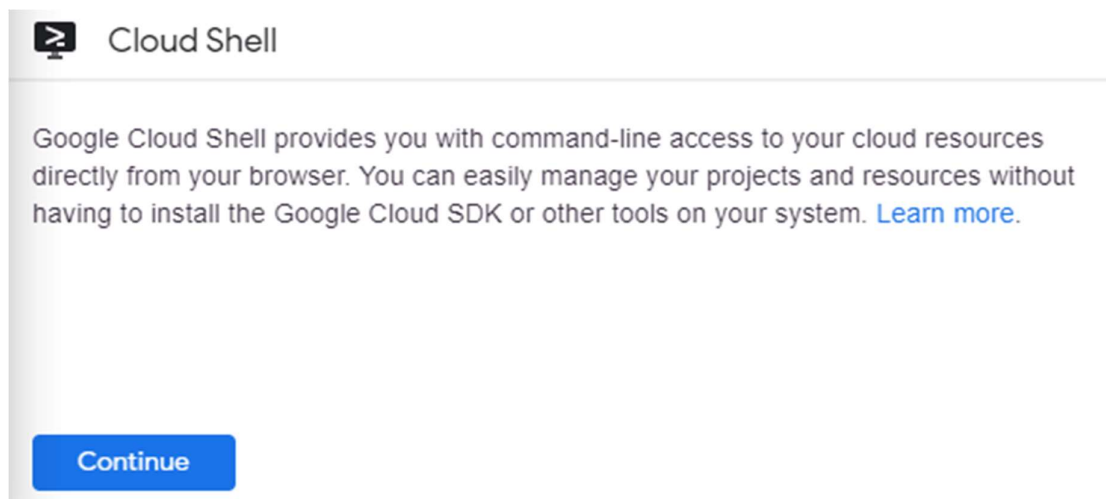 Cloud Shell
Google Cloud Shell provides you with command-line access to your cloud resources
directly from your browser. You can easily manage your projects and resources without
having to install the Google Cloud SDK or other tools on your system. Learn more.
Continue